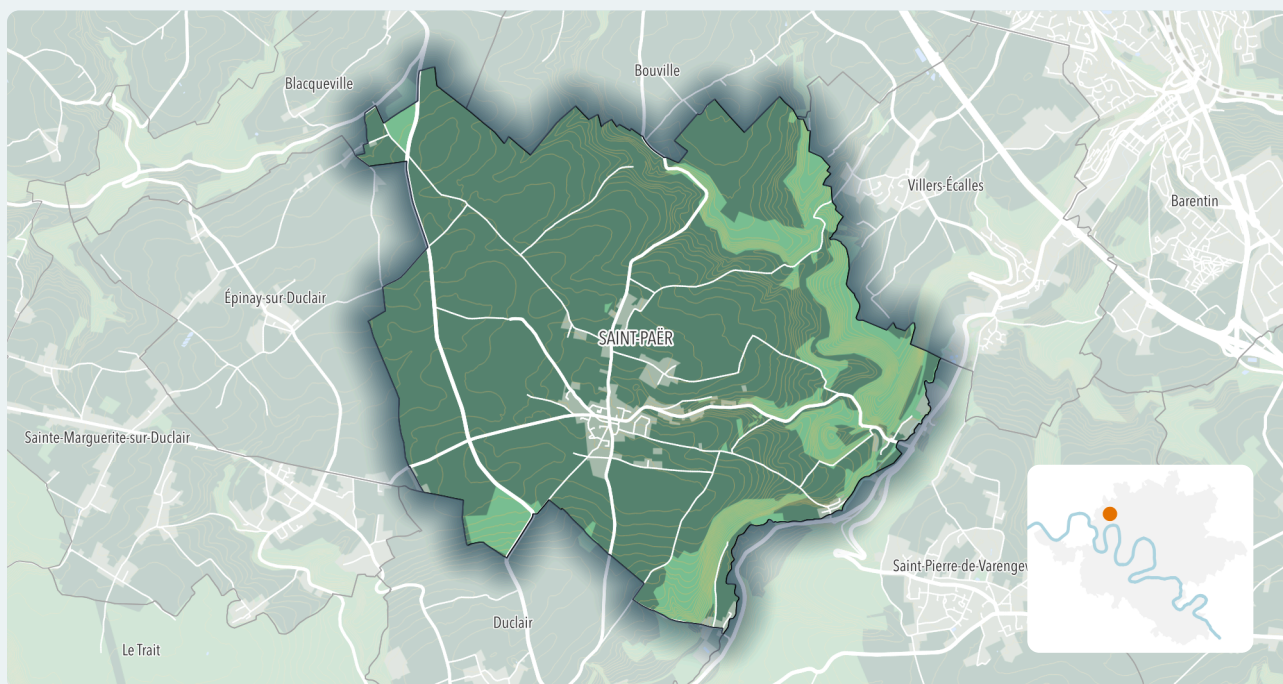 Bouville
Blacqueville
Villers-Écalles
Barentin
Épinay-sur-Duclair
SAINT-PAËR
Sainte-Marguerite-sur-Duclair
Saint-Pierre-de-Varengev
Duclair
Le Trait